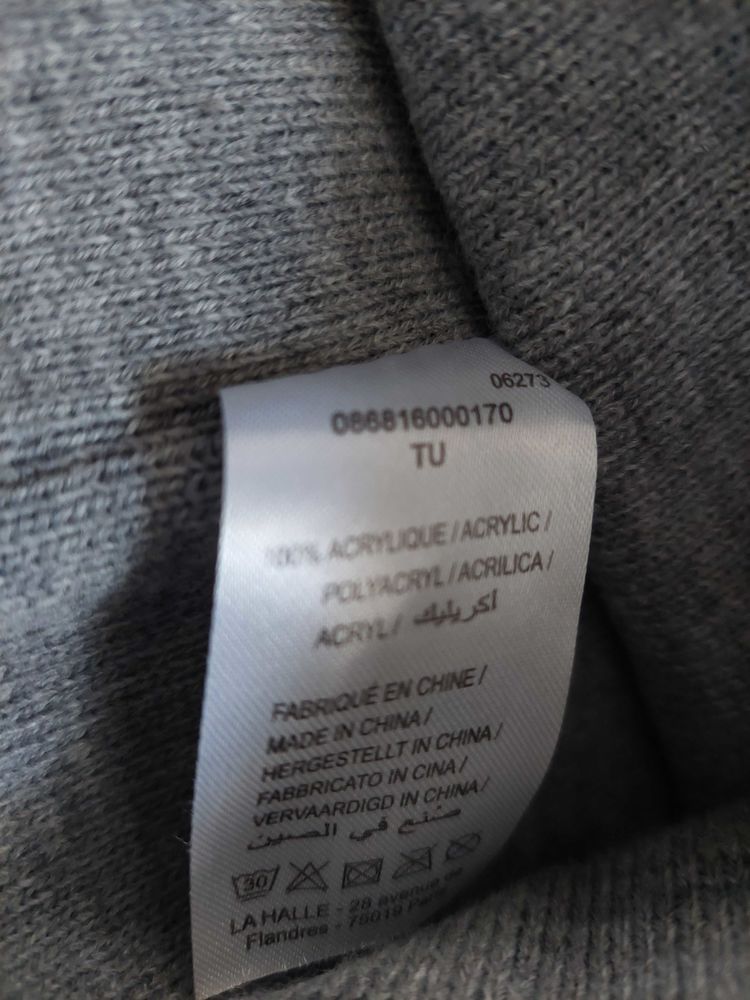 06273
086816000170
TU
100% ACRYLIQUE / ACRYLIC /
POLYACRYL / ACRILICA /
ACRYL / أكريليك
FABRIQUÉ EN CHINE /
MADE IN CHINA /
HERGESTELLT IN CHINA /
FABBRICATO IN CINA /
VERVAARDIGD IN CHINA /
صنع في الصين
30
LA HALLE - 28 avenue de
Flandres - 75019 Paris